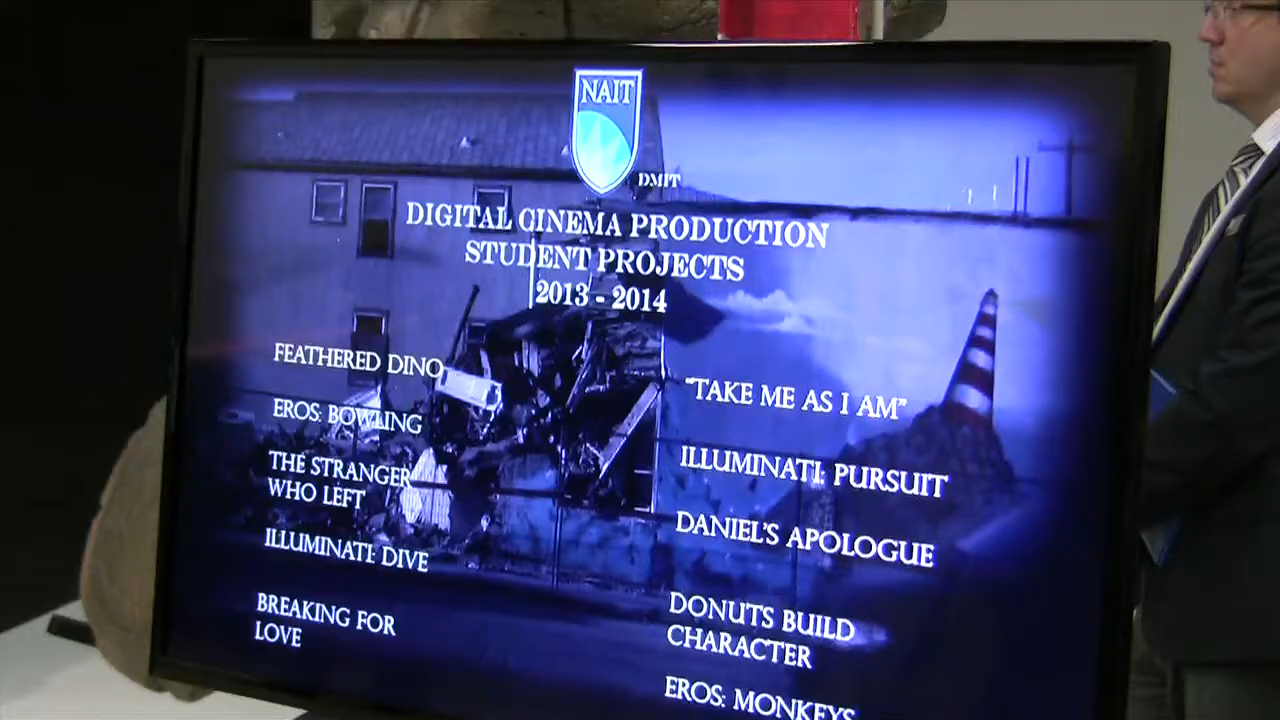 NAIT
DMIT
DIGITAL CINEMA PRODUCTION
STUDENT PROJECTS
2013 - 2014
FEATHERED DINO
EROS: BOWLING
THE STRANGER
WHO LEFT
ILLUMINATI: DIVE
BREAKING FOR
LOVE
"TAKE ME AS I AM"
ILLUMINATI: PURSUIT
DANIEL'S APOLOGUE
DONUTS BUILD
CHARACTER
EROS: MONKEYS